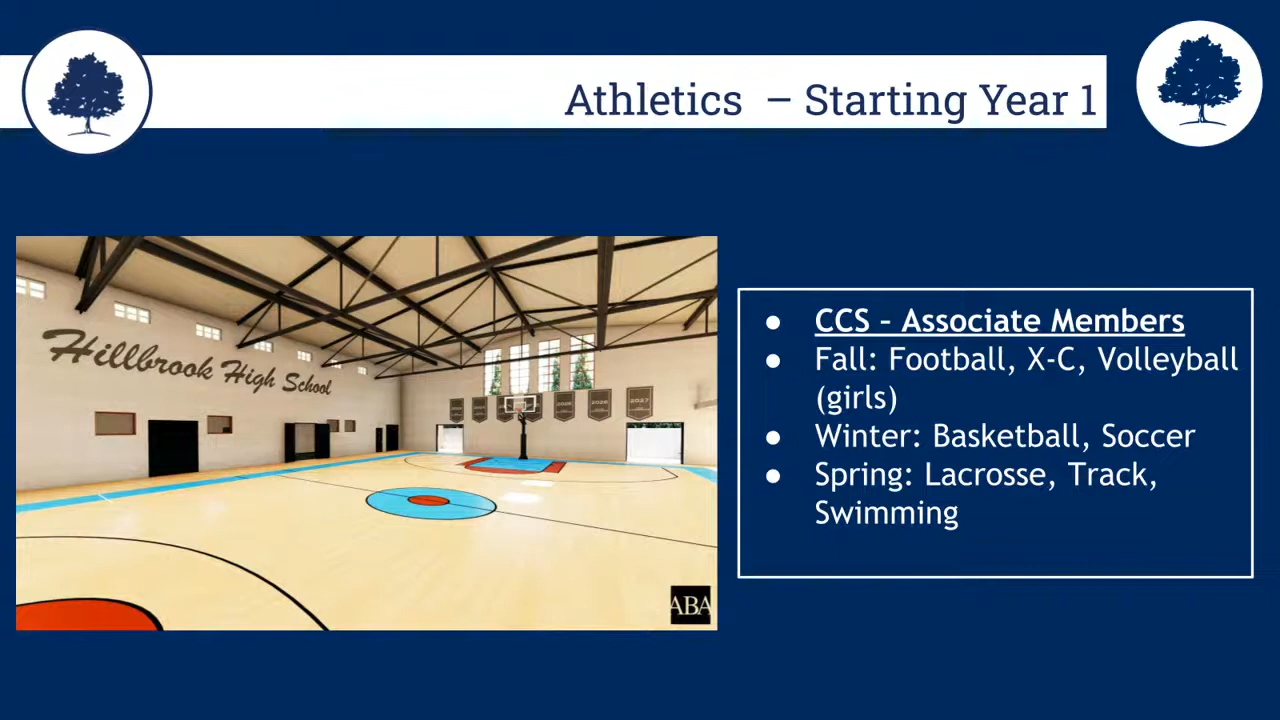 Athletics – Starting Year 1
Hillbrook High School
2027
ABA
● CCS – Associate Members
● Fall: Football, X-C, Volleyball
(girls)
● Winter: Basketball, Soccer
● Spring: Lacrosse, Track,
Swimming